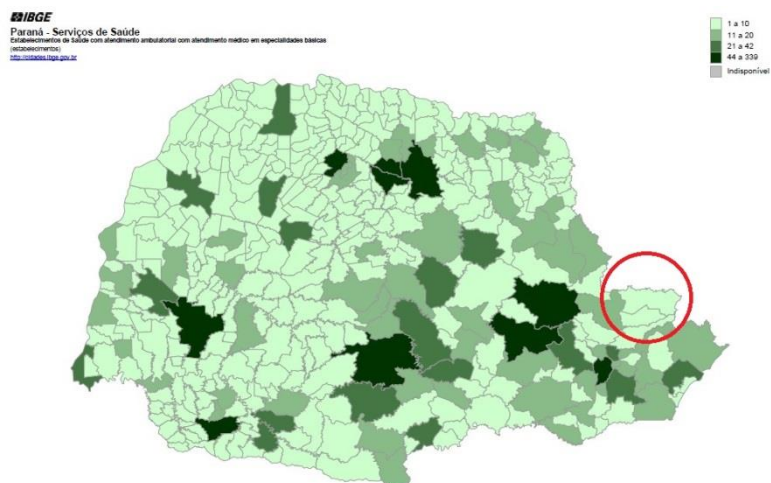 IBGE
Paraná - Serviços de Saúde
Estabelecimentos de Saúde com atendimento ambulatorial com atendimento médico em especialidades básicas
(estabelecimentos)
http://cidades.ibge.gov.br
1 a 10
11 a 20
21 a 42
44 a 339
Indisponível